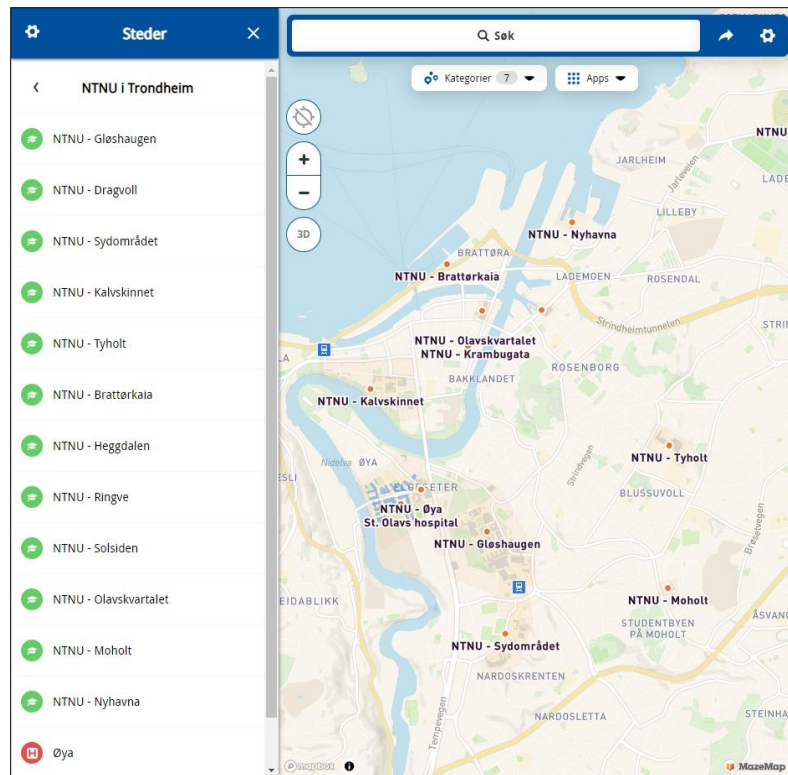 Steder
NTNU i Trondheim
NTNU - Gløshaugen
NTNU - Dragvoll
NTNU - Sydområdet
NTNU - Kalvskinnet
NTNU - Tyholt
NTNU - Brattørkaia
NTNU - Heggdalen
NTNU - Ringve
NTNU - Solsiden
NTNU - Olavskvartalet
NTNU - Moholt
NTNU - Nyhavna
Øya
Søk
Kategorier 7
Apps
3D
NTNU
JARLHEIM
Jarleveien
LADE
LILLEBY
NTNU - Nyhavna
BRATTØRA
NTNU - Brattørkaia
LADEMOEN
ROSENDAL
Strindheimtunnelen
STRIN
NTNU - Olavskvartalet
NTNU - Krambugata
LA
ROSENBORG
BAKKLANDET
NTNU - Kalvskinnet
Strindvegen
NTNU - Tyholt
Nidelva
ØYA
ESLI
ELGESETER
BLUSSUVOLL
NTNU - Øya
St. Olavs hospital
Brøsetvegen
NTNU - Gløshaugen
EIDABLIKK
NTNU - Moholt
ÅSVANG
STUDENTBYEN
PÅ MOHOLT
NTNU - Sydområdet
NARDOSKRENTEN
Tempevegen
NARDOSLETTA
STEINHA
mapbox
MazeMap